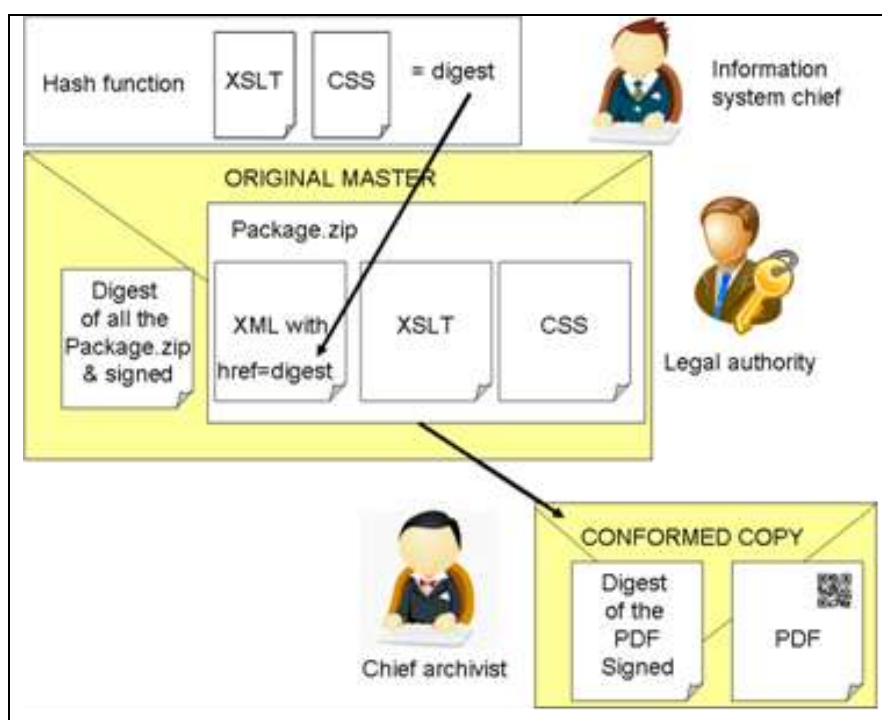 Hash function
XSLT
CSS
= digest
Information
system chief
ORIGINAL MASTER
Package.zip
Digest
of all the
Package.zip
& signed
XML with
href=digest
XSLT
CSS
Legal authority
CONFORMED COPY
Digest
of the
PDF
Signed
PDF
Chief archivist